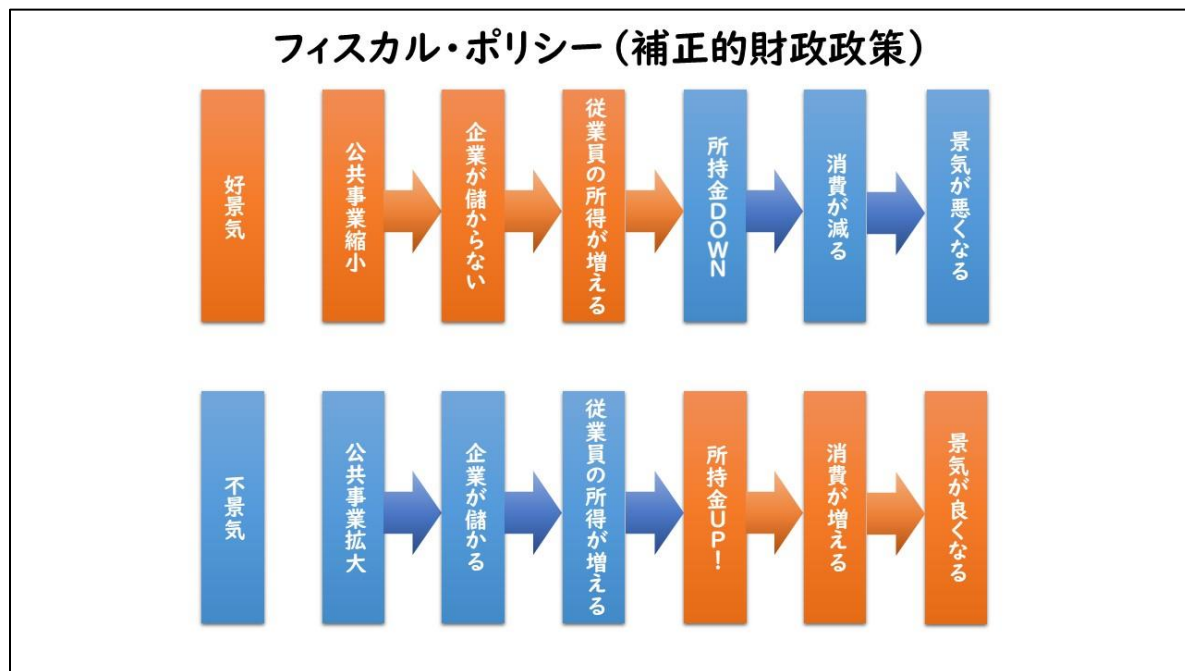 フィスカル・ポリシー（補正的財政政策）
好景気
公共事業縮小
企業が儲からない
従業員の所得が増える
所持金DOWN
消費が減る
景気が悪くなる
不景気
公共事業拡大
企業が儲かる
従業員の所得が増える
所持金UP！
消費が増える
景気が良くなる